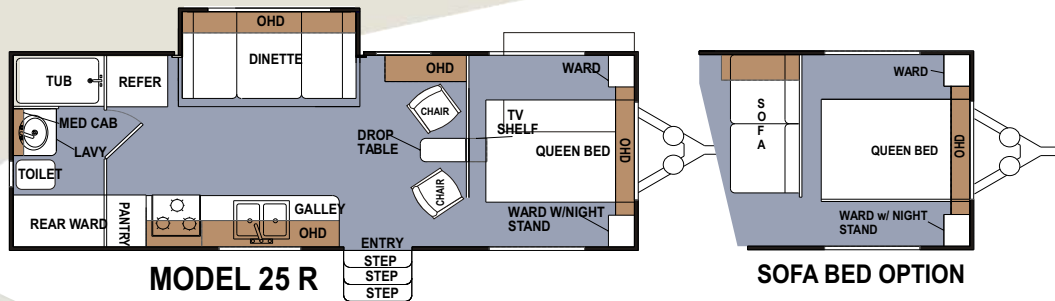 OHD
DINETTE
TUB
REFER
OHD
WARD
MED CAB
LAVY
CHAIR
TV
SHELF
DROP
TABLE
QUEEN BED
OHD
TOILET
CHAIR
REAR WARD
PANTRY
GALLEY
OHD
WARD W/NIGHT
STAND
ENTRY
STEP
STEP
STEP
MODEL 25 R
WARD
SOFA
QUEEN BED
OHD
WARD w/ NIGHT
STAND
SOFA BED OPTION